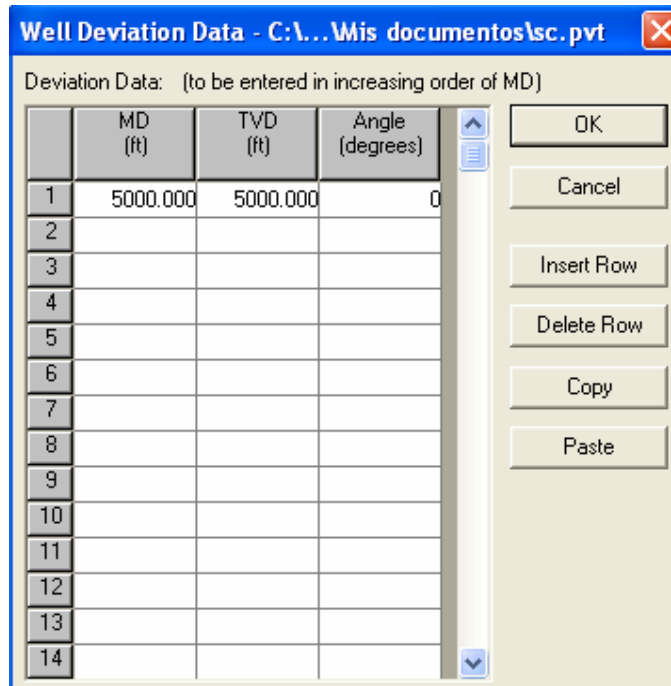 Well Deviation Data - C:\...\Mis documentos\sc.pvt
Deviation Data: (to be entered in increasing order of MD)
MD (ft) TVD (ft) Angle (degrees)
1 5000.000 5000.000 0
2
3
4
5
6
7
8
9
10
11
12
13
14
OK
Cancel
Insert Row
Delete Row
Copy
Paste